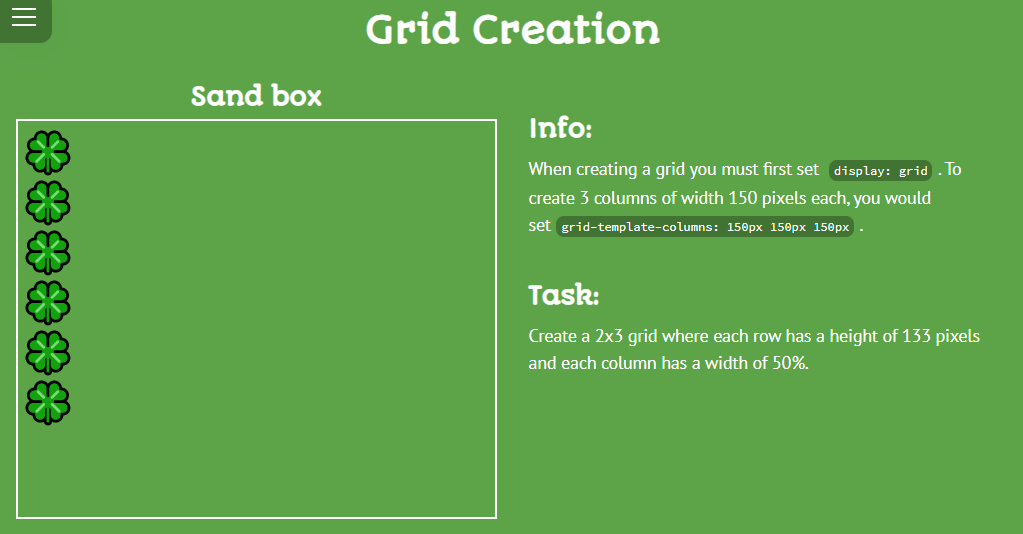 Grid Creation
Sand box
Info:
When creating a grid you must first set display: grid . To
create 3 columns of width 150 pixels each, you would
set grid-template-columns: 150px 150px 150px .
Task:
Create a 2x3 grid where each row has a height of 133 pixels
and each column has a width of 50%.